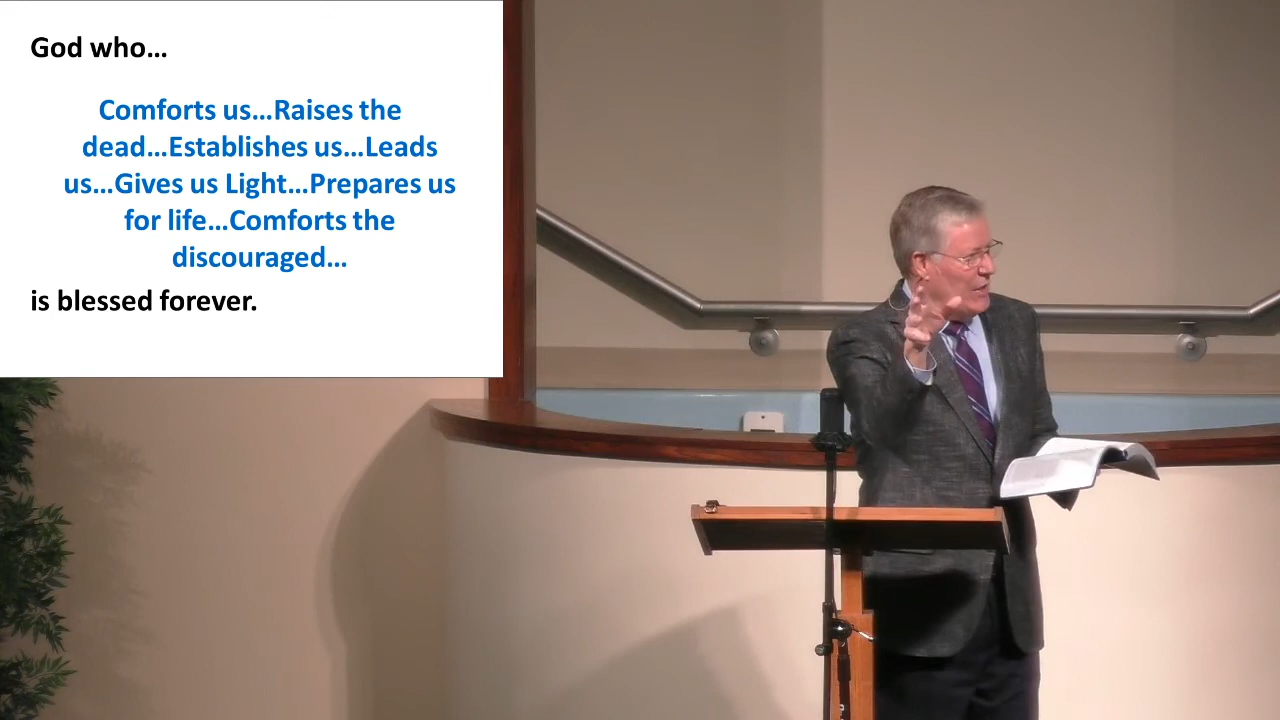 God who…
Comforts us…Raises the
dead…Establishes us…Leads
us…Gives us Light…Prepares us
for life…Comforts the
discouraged…
is blessed forever.